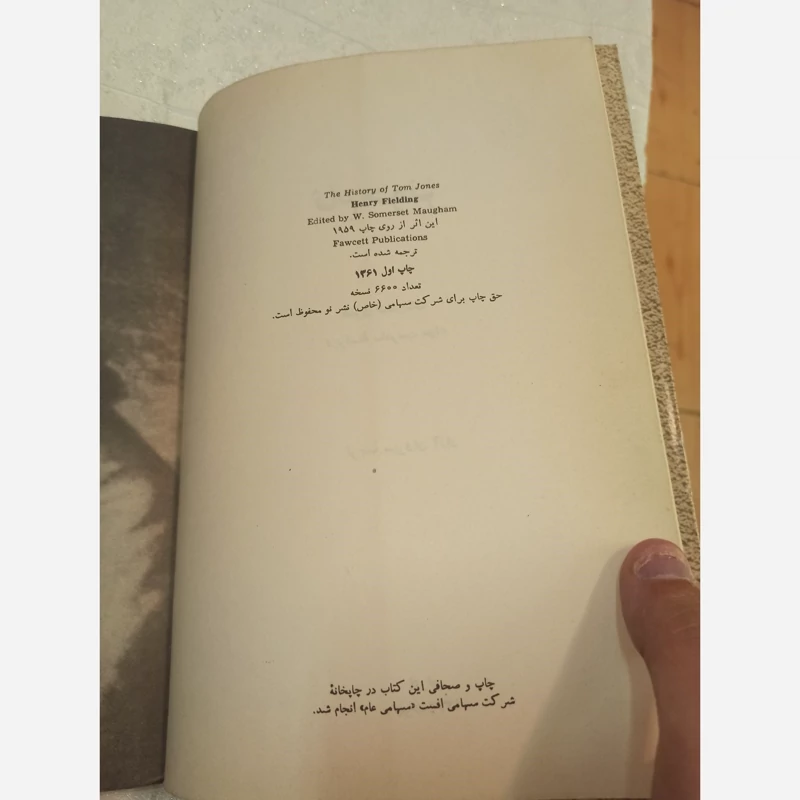 The History of Tom Jones
Henry Fielding
Edited by W. Somerset Maugham
این اثر از روی چاپ ۱۹۵۹
Fawcett Publications
ترجمه شده است.
چاپ اول ۱۳۶۱
تعداد ۶۶۰۰ نسخه
حق چاپ برای شرکت سهامی (خاص) نشر نو محفوظ است.
چاپ و صحافی این کتاب در چاپخانهٔ
شرکت سهامی افست «سهامی عام» انجام شد.